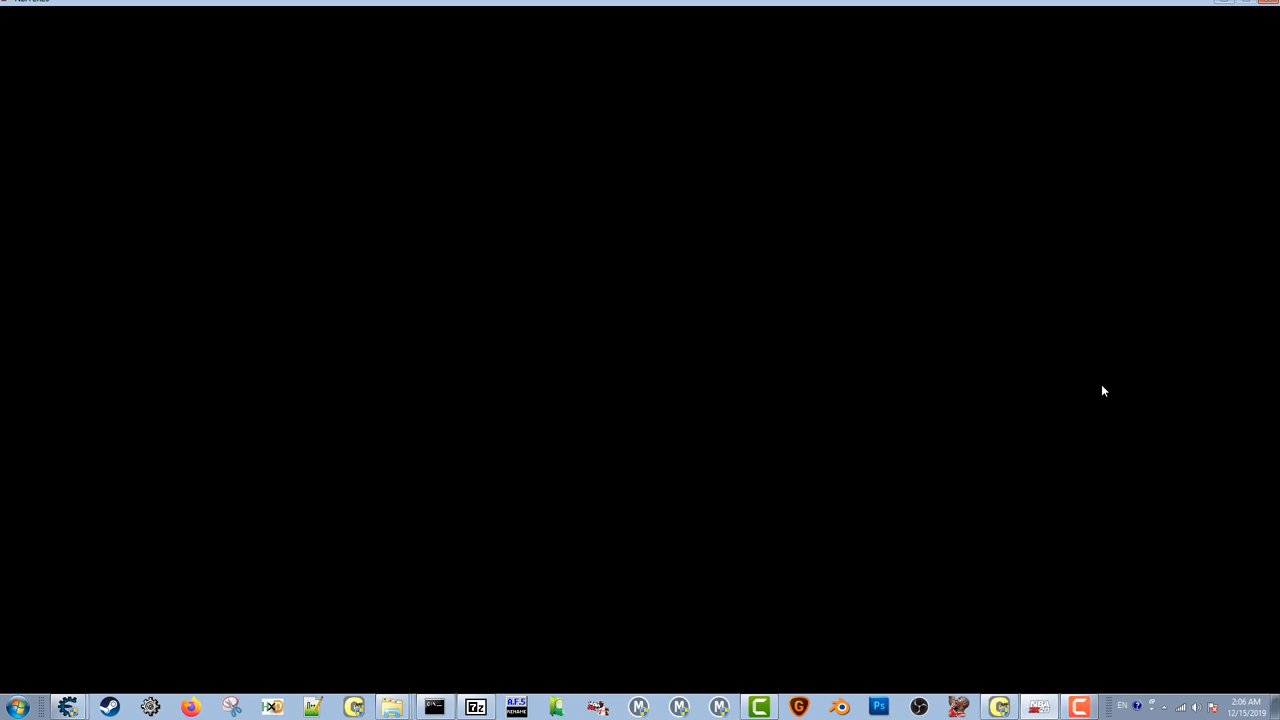 C:\.
7z
A.F.S
RENAME
Ps
NBA
EN
2:06 AM
12/15/2019